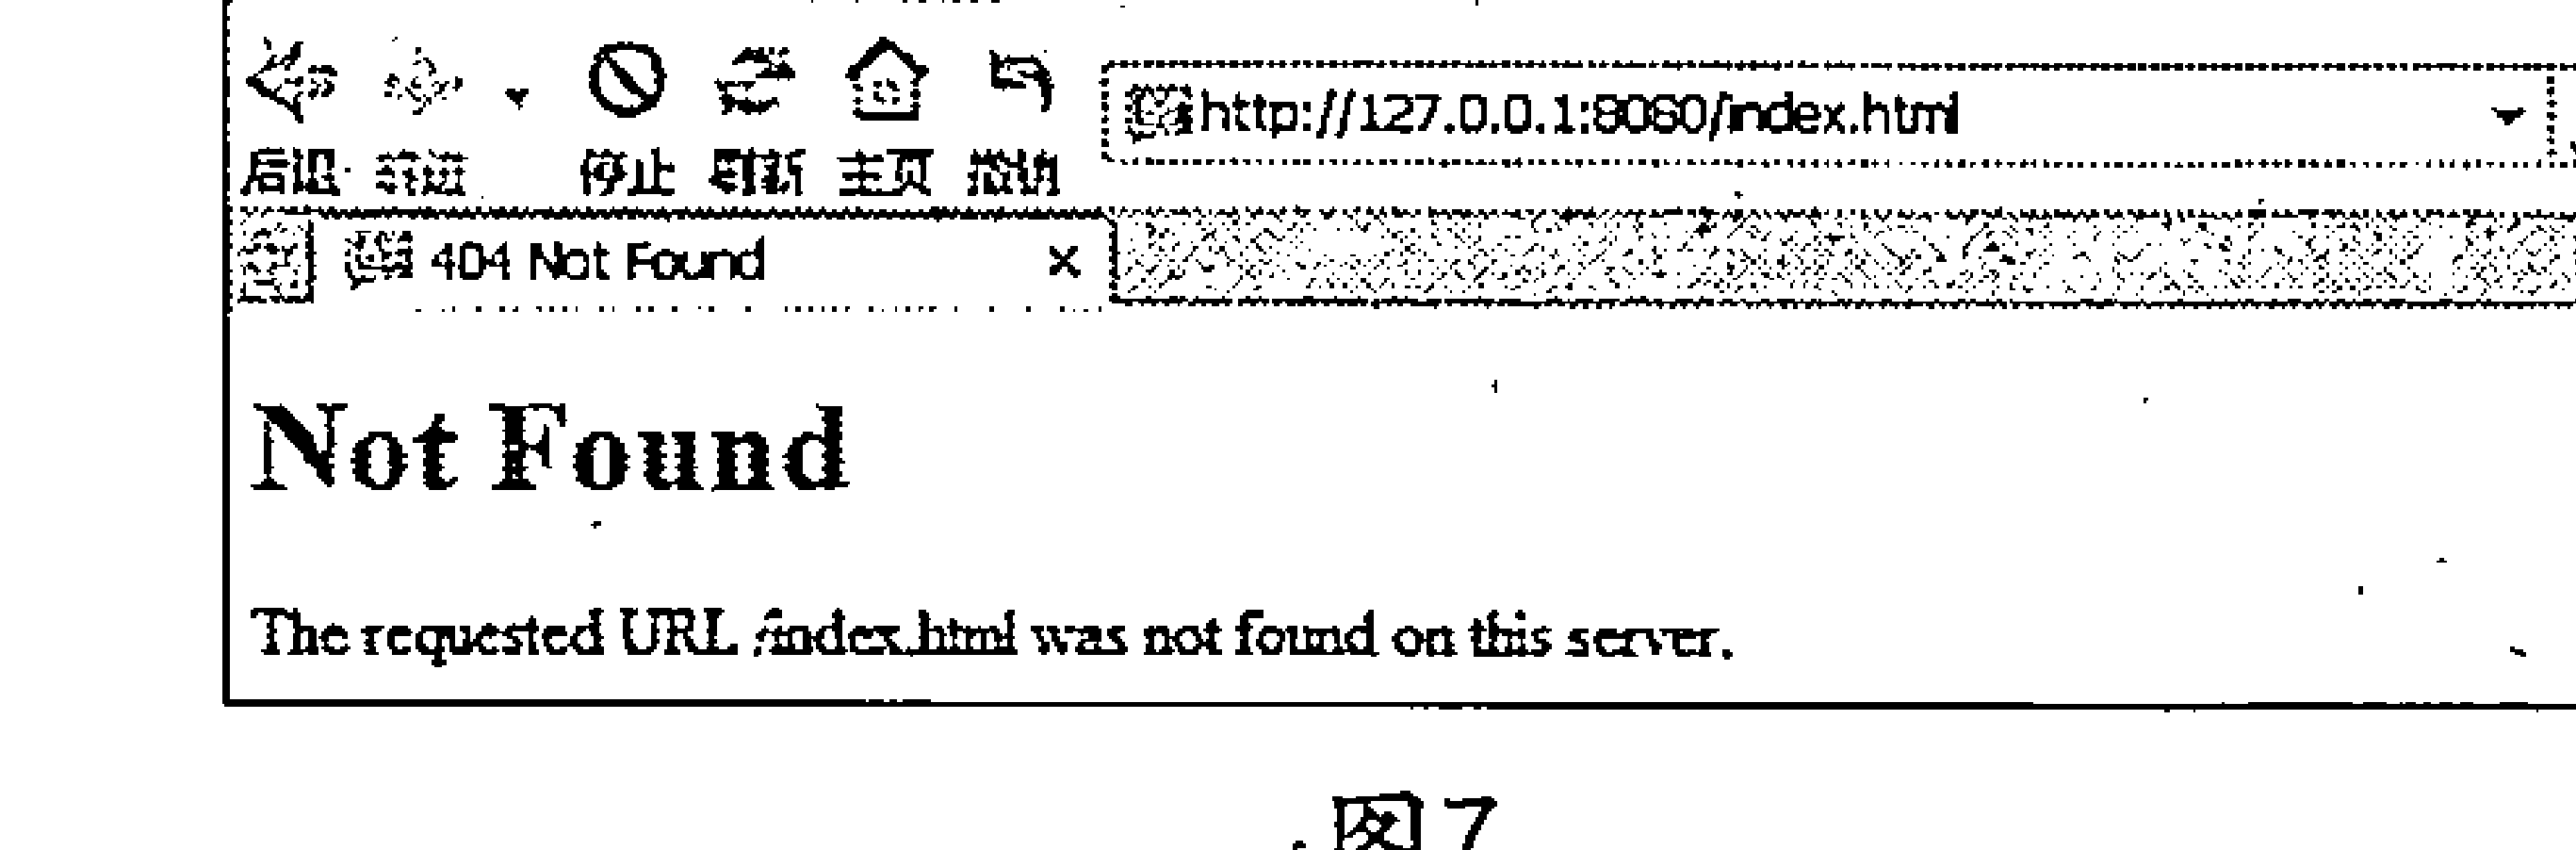 http://127.0.0.1:8080/index.html
后退 前进 停止 刷新 主页 撤销
404 Not Found
Not Found
The requested URL /index.html was not found on this server.
图7